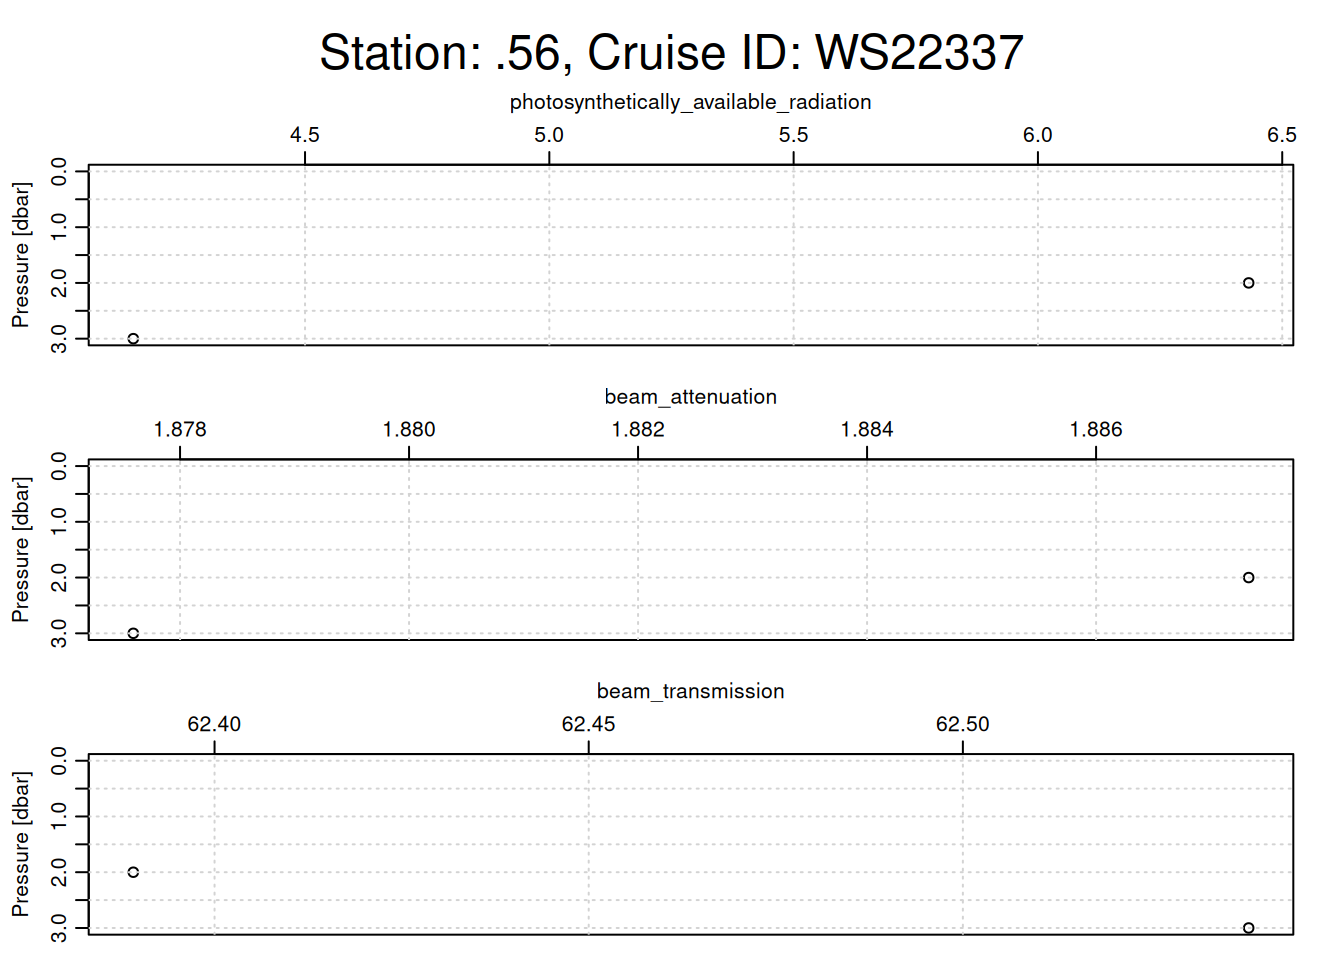 Station: .56, Cruise ID: WS22337
photosynthetically_available_radiation
4.5 5.0 5.5 6.0 6.5
Pressure [dbar]
0.0
1.0
2.0
3.0
beam_attenuation
1.878 1.880 1.882 1.884 1.886
Pressure [dbar]
0.0
1.0
2.0
3.0
beam_transmission
62.40 62.45 62.50
Pressure [dbar]
0.0
1.0
2.0
3.0